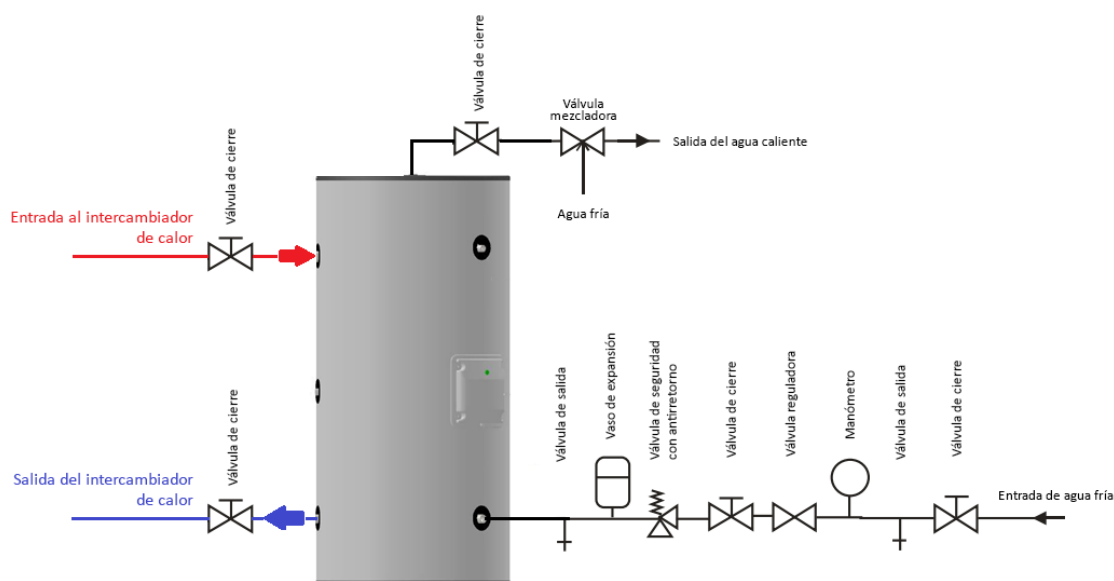 Válvula de cierre
Válvula
mezcladora
Salida del agua caliente
Agua fría
Válvula de cierre
Entrada al intercambiador
de calor
Válvula de cierre
Salida del intercambiador
de calor
Válvula de salida
Vaso de expansión
Válvula de seguridad
con antirretorno
Válvula de cierre
Válvula reguladora
Manómetro
Válvula de salida
Válvula de cierre
Entrada de agua fría